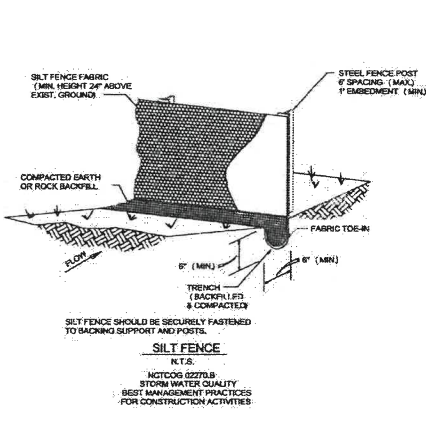 SILT FENCE FABRIC
(MIN. HEIGHT 24" ABOVE
EXIST. GROUND)
STEEL FENCE POST
6' SPACING (MAX.)
1' EMBEDMENT (MIN.)
COMPACTED EARTH
OR ROCK BACKFILL
FABRIC TOE-IN
FLOW
6" (MIN.)
6" (MIN.)
TRENCH
(BACKFILLED
& COMPACTED)
SILT FENCE SHOULD BE SECURELY FASTENED
TO BACKING SUPPORT AND POSTS.
SILT FENCE
N.T.S.
NCTCOG 02270.B
STORM WATER QUALITY
BEST MANAGEMENT PRACTICES
FOR CONSTRUCTION ACTIVITIES